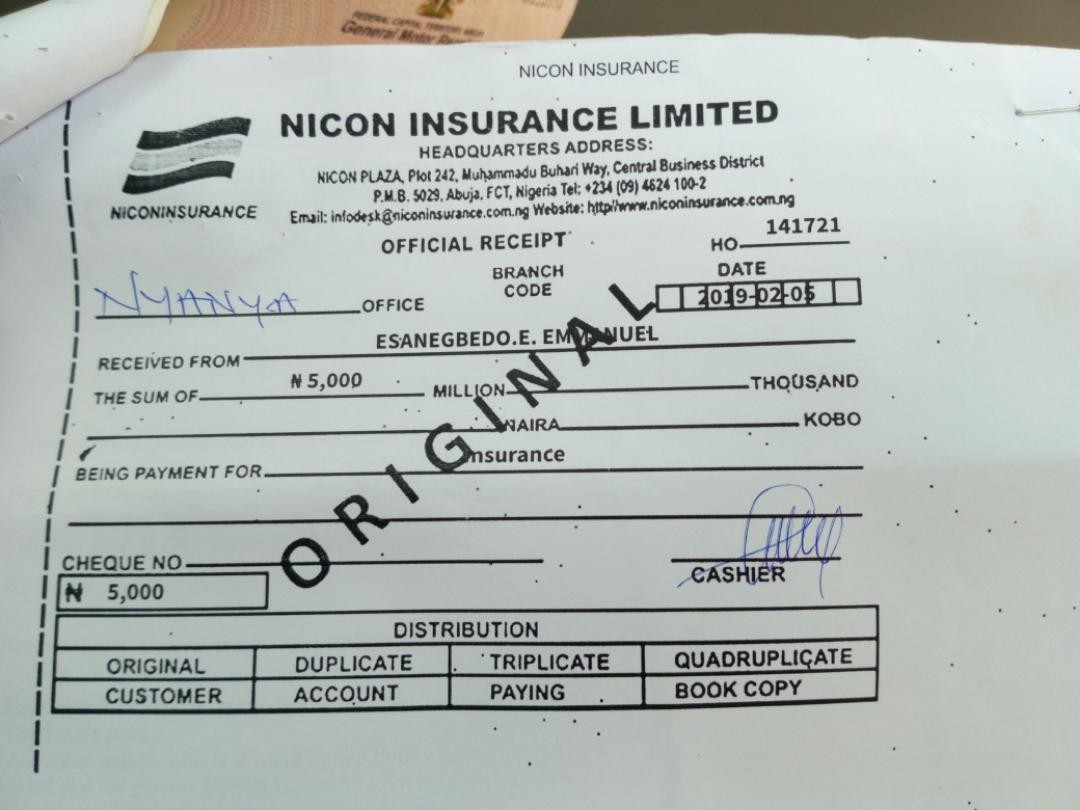 FEDERAL CAPITAL TERRITORY
General Motor
NICON INSURANCE
NICON INSURANCE LIMITED
HEADQUARTERS ADDRESS:
NICON PLAZA, Plot 242, Muhammadu Buhari Way, Central Business District
P.M.B. 5029, Abuja, FCT, Nigeria Tel: +234 (09) 4624 100-2
Email: infodesk@niconinsurance.com.ng Website: http//www.niconinsurance.com.ng
NICONINSURANCE
OFFICIAL RECEIPT
HO 141721
NYANYA OFFICE
BRANCH CODE
DATE
2019-02-05
RECEIVED FROM ESANEGBEDO.E. EMMANUEL
THE SUM OF ₦ 5,000 MILLION THOUSAND
NAIRA KOBO
BEING PAYMENT FOR Insurance
ORIGINAL
CHEQUE NO
CASHIER
₦ 5,000
DISTRIBUTION
ORIGINAL DUPLICATE TRIPLICATE QUADRUPLICATE
CUSTOMER ACCOUNT PAYING BOOK COPY